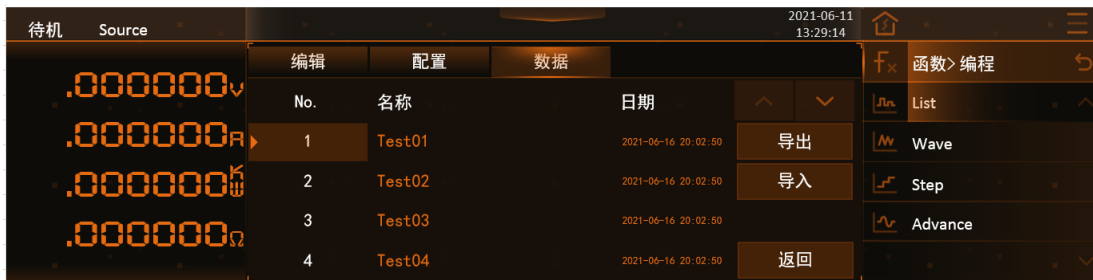 待机 Source
2021-06-11
13:29:14
编辑 配置 数据
函数>编程
.000000V
No. 名称 日期
List
.000000A
1 Test01 2021-06-16 20:02:50 导出
Wave
.000000KW
2 Test02 2021-06-16 20:02:50 导入
Step
3 Test03 2021-06-16 20:02:50
Advance
.000000Ω
4 Test04 2021-06-16 20:02:50 返回